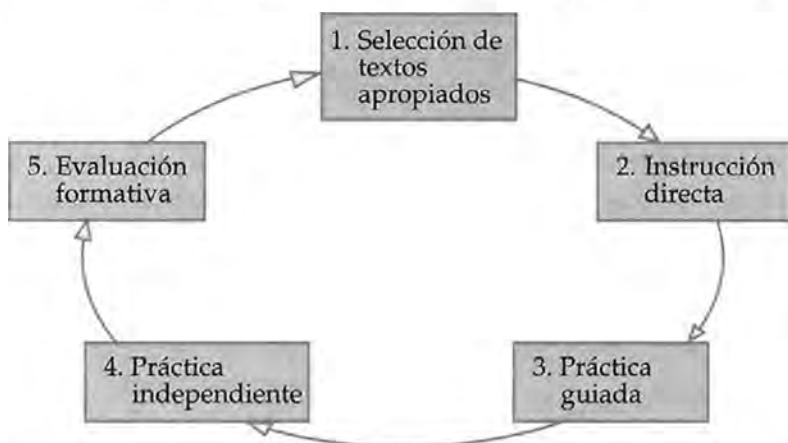 1. Selección de
textos
apropiados
2. Instrucción
directa
3. Práctica
guiada
4. Práctica
independiente
5. Evaluación
formativa